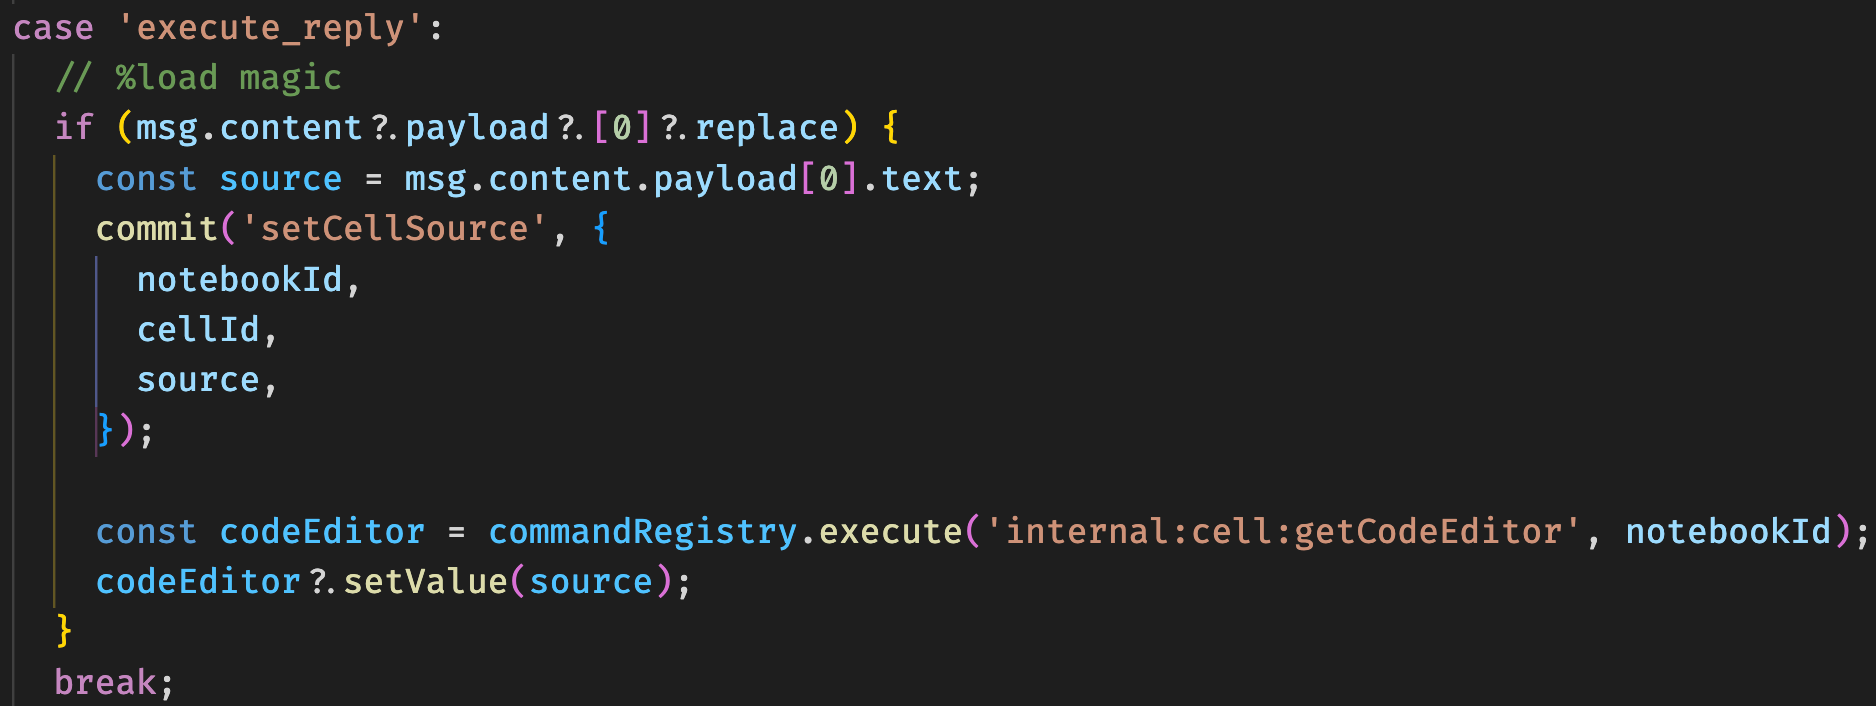 case 'execute_reply':
  // %load magic
  if (msg.content?.payload?.[0]?.replace) {
    const source = msg.content.payload[0].text;
    commit('setCellSource', {
      notebookId,
      cellId,
      source,
    });

    const codeEditor = commandRegistry.execute('internal:cell:getCodeEditor', notebookId);
    codeEditor?.setValue(source);
  }
  break;